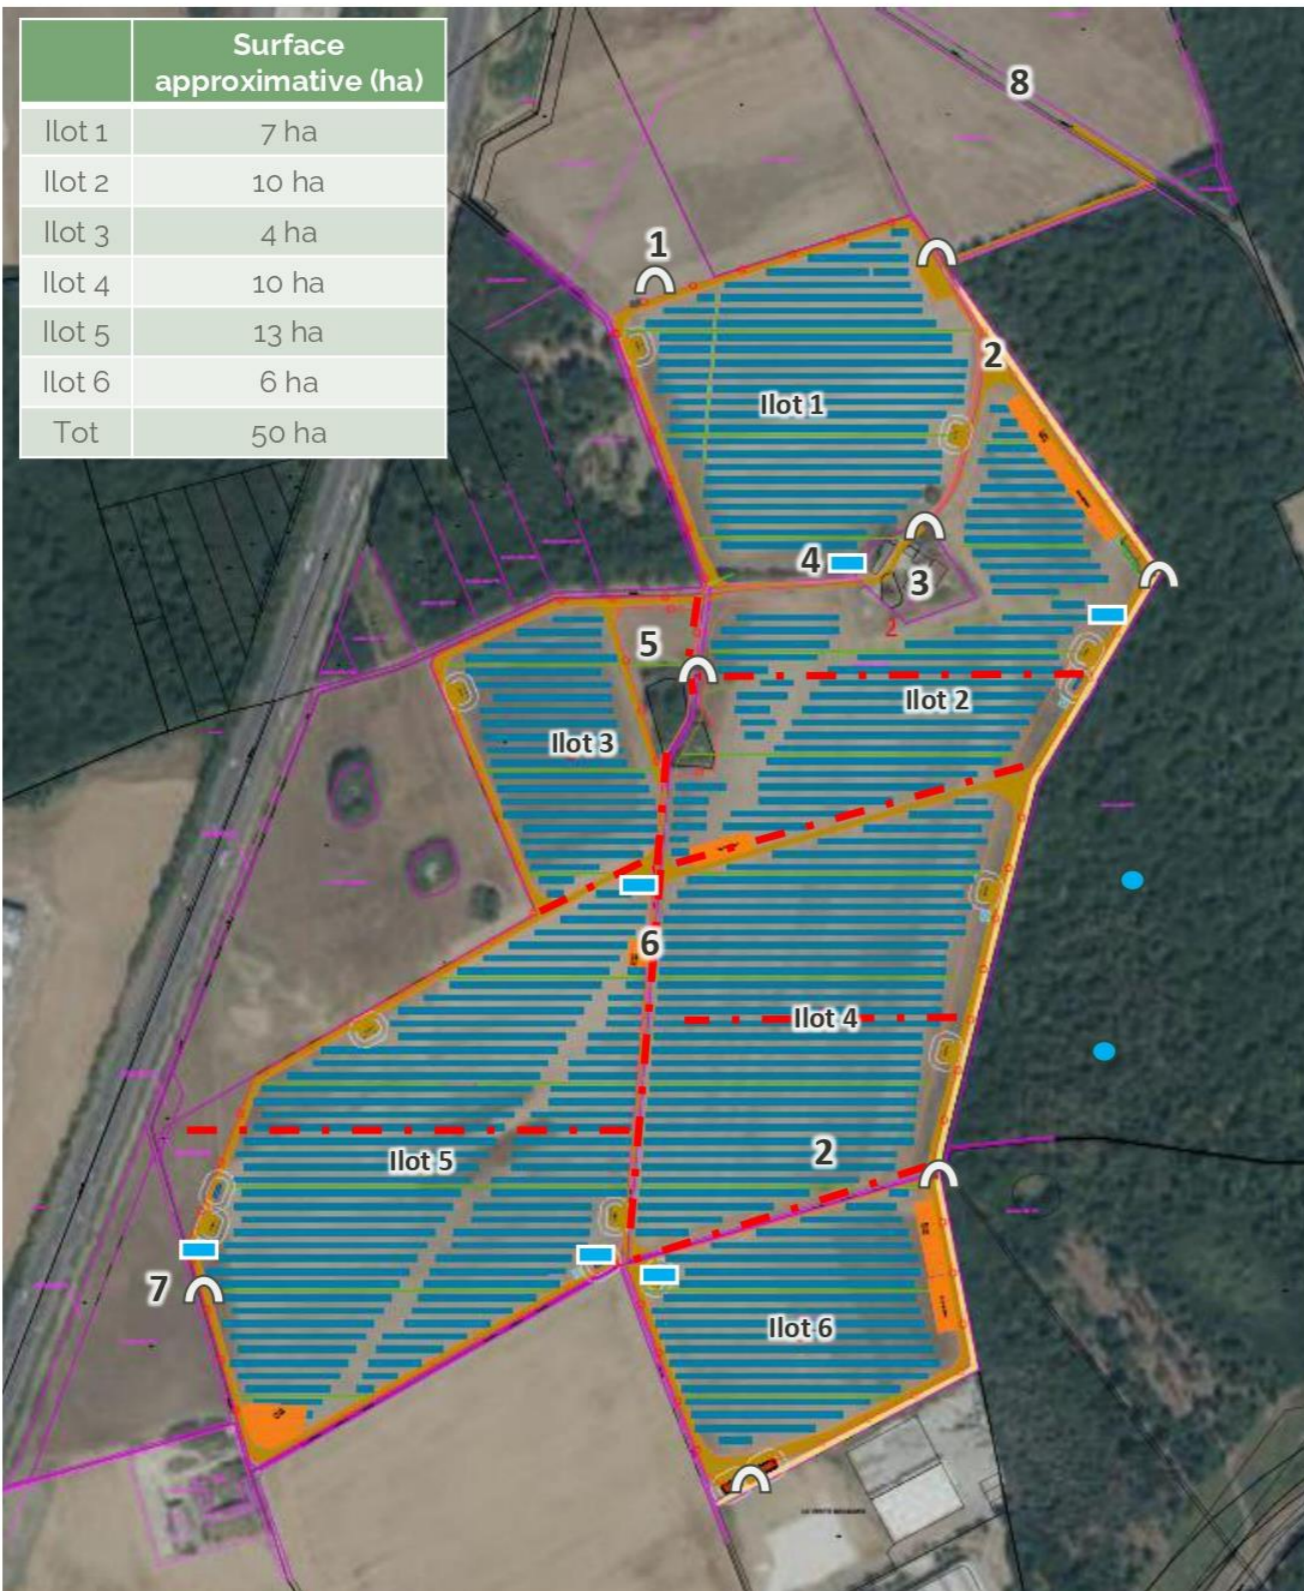 Surface
approximative (ha)
Ilot 1 7 ha
Ilot 2 10 ha
Ilot 3 4 ha
Ilot 4 10 ha
Ilot 5 13 ha
Ilot 6 6 ha
Tot 50 ha
8
1
2
Ilot 1
4
3
2
5
Ilot 2
Ilot 3
6
Ilot 4
2
Ilot 5
7
Ilot 6